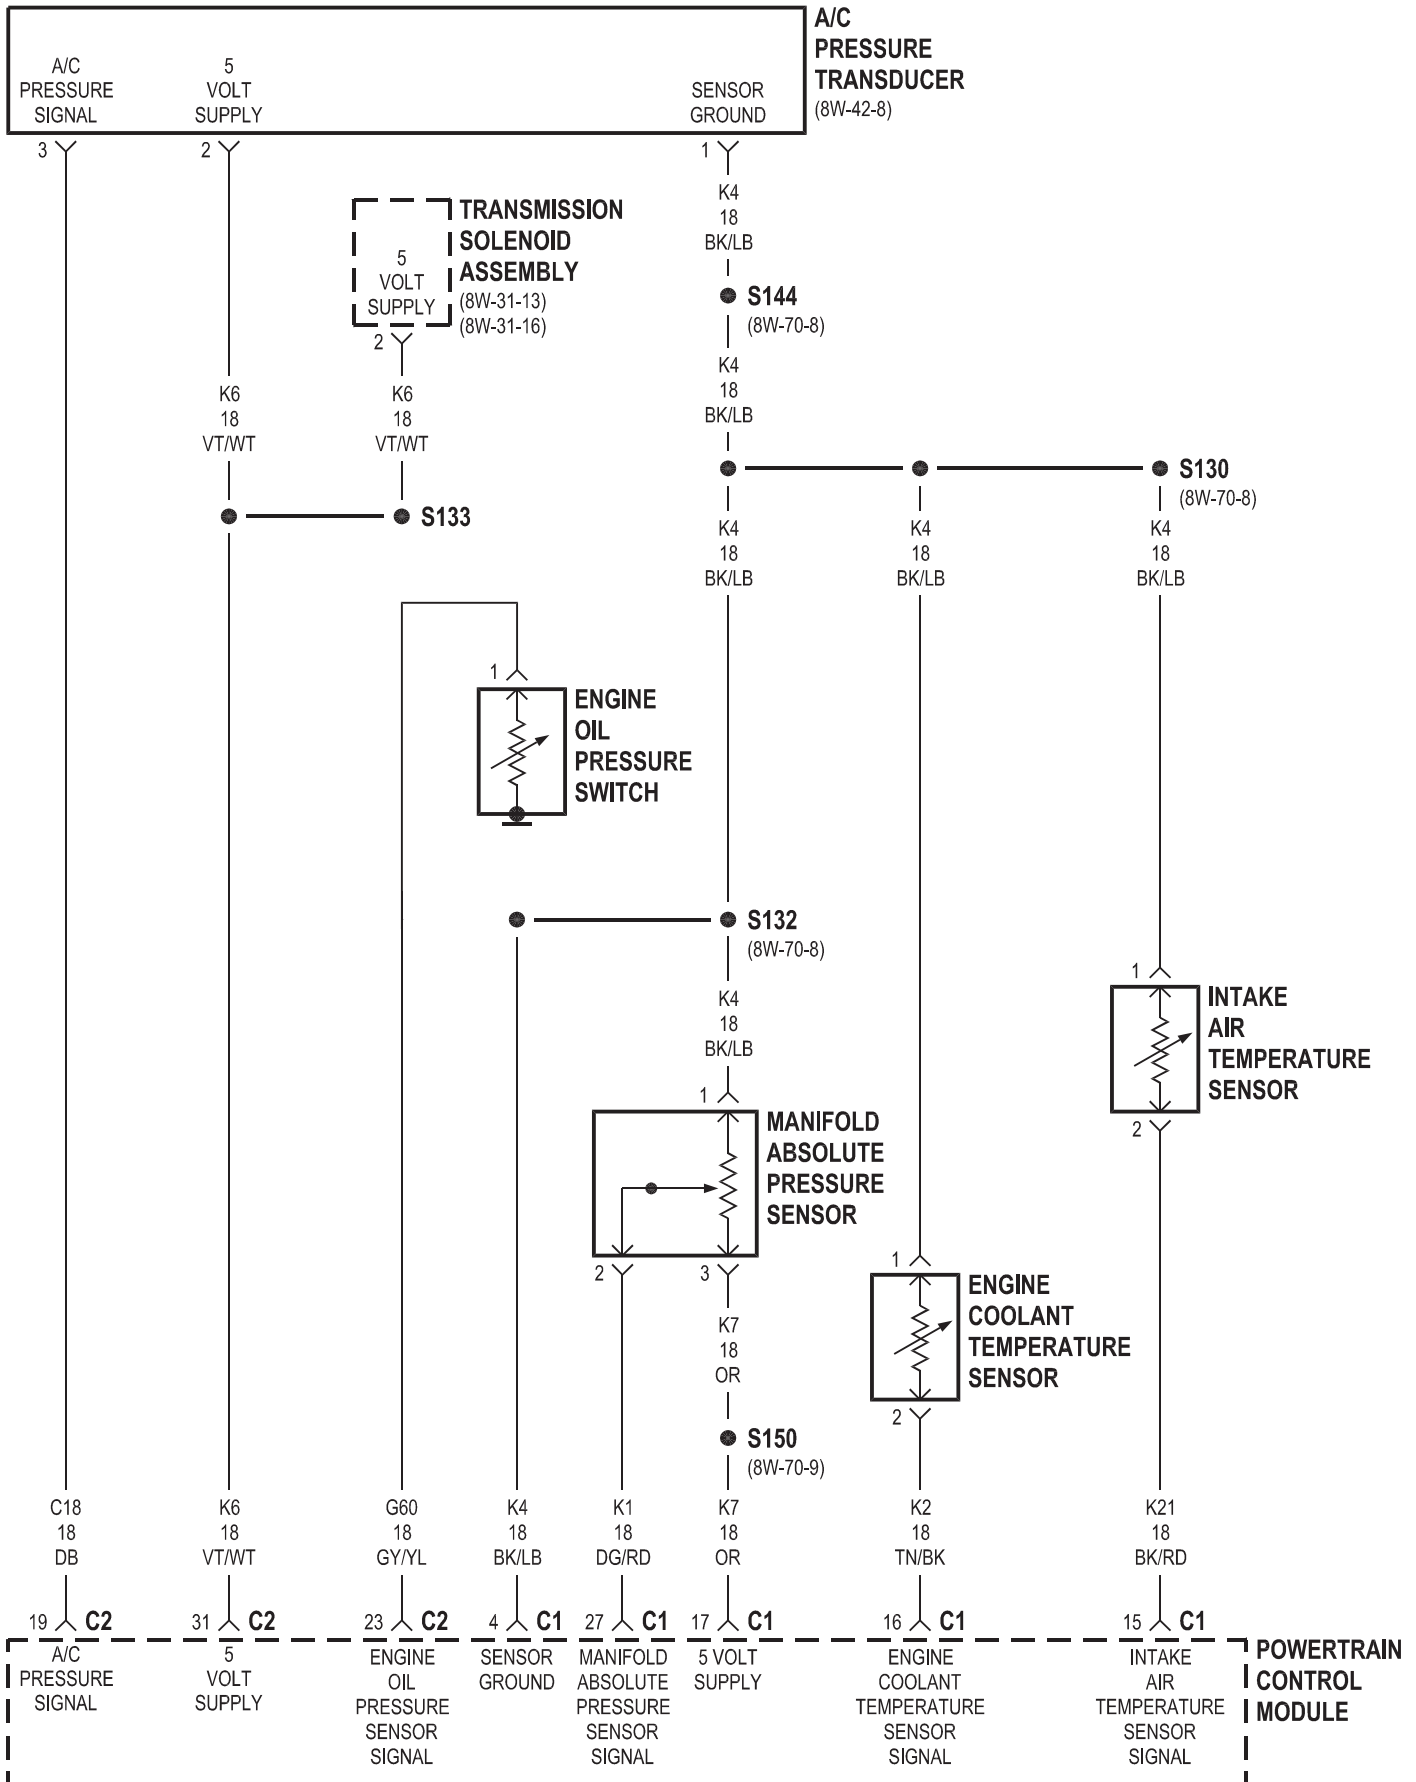 A/C
PRESSURE
TRANSDUCER
(8W-42-8)
A/C
PRESSURE
SIGNAL
5
VOLT
SUPPLY
SENSOR
GROUND
3
2
1
K4
18
BK/LB
TRANSMISSION
SOLENOID
ASSEMBLY
(8W-31-13)
(8W-31-16)
5
VOLT
SUPPLY
2
S144
(8W-70-8)
K4
18
BK/LB
K6
18
VT/WT
K6
18
VT/WT
S130
(8W-70-8)
S133
K4
18
BK/LB
K4
18
BK/LB
K4
18
BK/LB
1
ENGINE
OIL
PRESSURE
SWITCH
S132
(8W-70-8)
K4
18
BK/LB
1
INTAKE
AIR
TEMPERATURE
SENSOR
2
1
MANIFOLD
ABSOLUTE
PRESSURE
SENSOR
2
3
1
ENGINE
COOLANT
TEMPERATURE
SENSOR
2
K7
18
OR
S150
(8W-70-9)
C18
18
DB
K6
18
VT/WT
G60
18
GY/YL
K4
18
BK/LB
K1
18
DG/RD
K7
18
OR
K2
18
TN/BK
K21
18
BK/RD
19 C2
31 C2
23 C2
4 C1
27 C1
17 C1
16 C1
15 C1
A/C
PRESSURE
SIGNAL
5
VOLT
SUPPLY
ENGINE
OIL
PRESSURE
SENSOR
SIGNAL
SENSOR
GROUND
MANIFOLD
ABSOLUTE
PRESSURE
SENSOR
SIGNAL
5 VOLT
SUPPLY
ENGINE
COOLANT
TEMPERATURE
SENSOR
SIGNAL
INTAKE
AIR
TEMPERATURE
SENSOR
SIGNAL
POWERTRAIN
CONTROL
MODULE